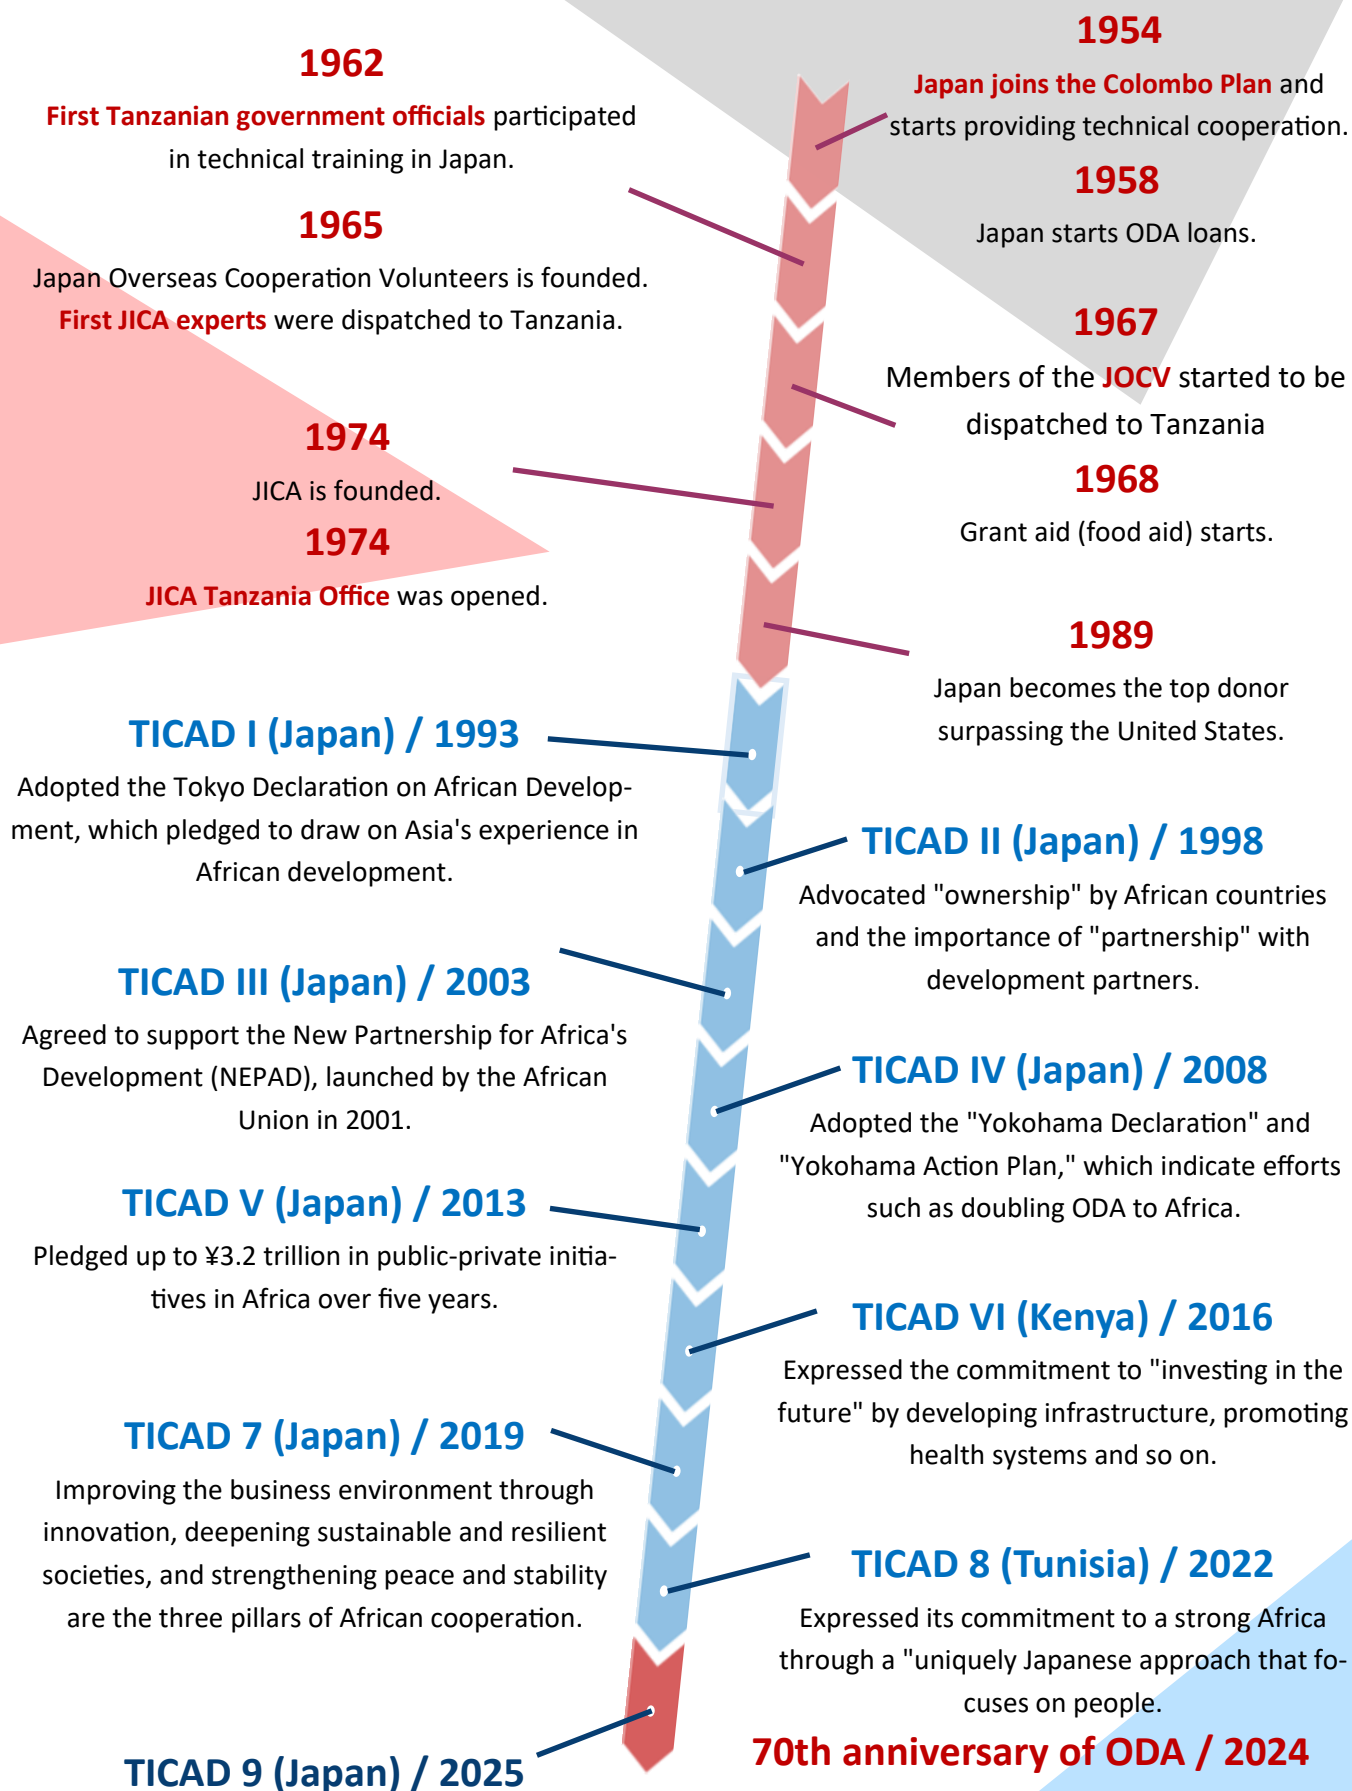 1954
Japan joins the Colombo Plan and
starts providing technical cooperation.
1958
Japan starts ODA loans.
1962
First Tanzanian government officials participated
in technical training in Japan.
1965
Japan Overseas Cooperation Volunteers is founded.
First JICA experts were dispatched to Tanzania.
1967
Members of the JOCV started to be
dispatched to Tanzania
1968
Grant aid (food aid) starts.
1974
JICA is founded.
1974
JICA Tanzania Office was opened.
1989
Japan becomes the top donor
surpassing the United States.
TICAD I (Japan) / 1993
Adopted the Tokyo Declaration on African Develop-
ment, which pledged to draw on Asia's experience in
African development.
TICAD II (Japan) / 1998
Advocated "ownership" by African countries
and the importance of "partnership" with
development partners.
TICAD III (Japan) / 2003
Agreed to support the New Partnership for Africa's
Development (NEPAD), launched by the African
Union in 2001.
TICAD IV (Japan) / 2008
Adopted the "Yokohama Declaration" and
"Yokohama Action Plan," which indicate efforts
such as doubling ODA to Africa.
TICAD V (Japan) / 2013
Pledged up to ¥3.2 trillion in public-private initia-
tives in Africa over five years.
TICAD VI (Kenya) / 2016
Expressed the commitment to "investing in the
future" by developing infrastructure, promoting
health systems and so on.
TICAD 7 (Japan) / 2019
Improving the business environment through
innovation, deepening sustainable and resilient
societies, and strengthening peace and stability
are the three pillars of African cooperation.
TICAD 8 (Tunisia) / 2022
Expressed its commitment to a strong Africa
through a "uniquely Japanese approach that fo-
cuses on people.
70th anniversary of ODA / 2024
TICAD 9 (Japan) / 2025